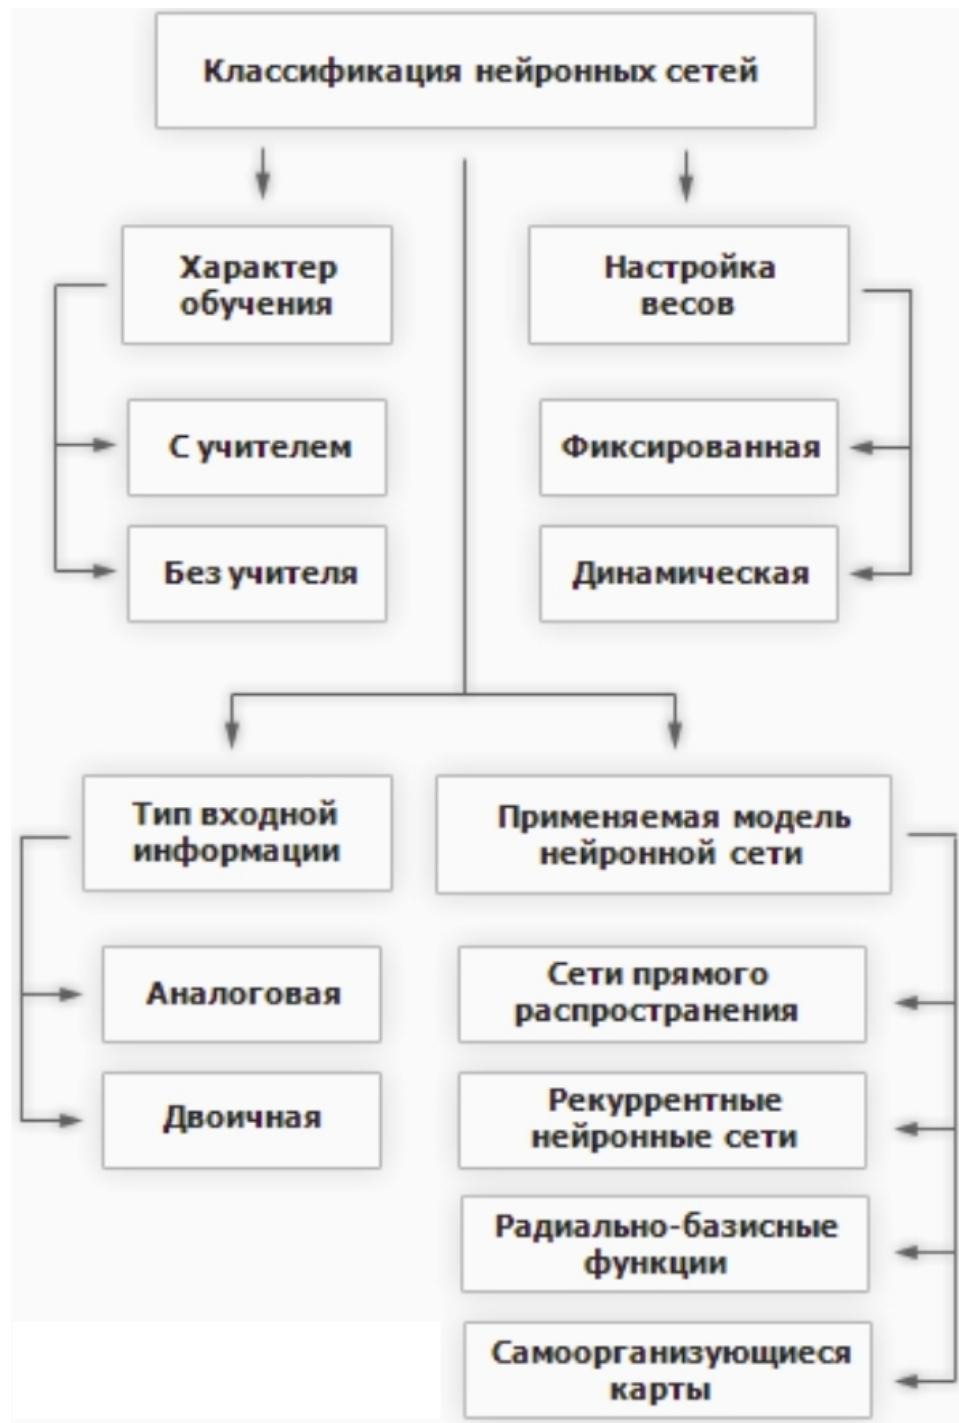 Классификация нейронных сетей
Характер
обучения
Настройка
весов
С учителем
Фиксированная
Без учителя
Динамическая
Тип входной
информации
Применяемая модель
нейронной сети
Аналоговая
Сети прямого
распространения
Двоичная
Рекуррентные
нейронные сети
Радиально-базисные
функции
Самоорганизующиеся
карты